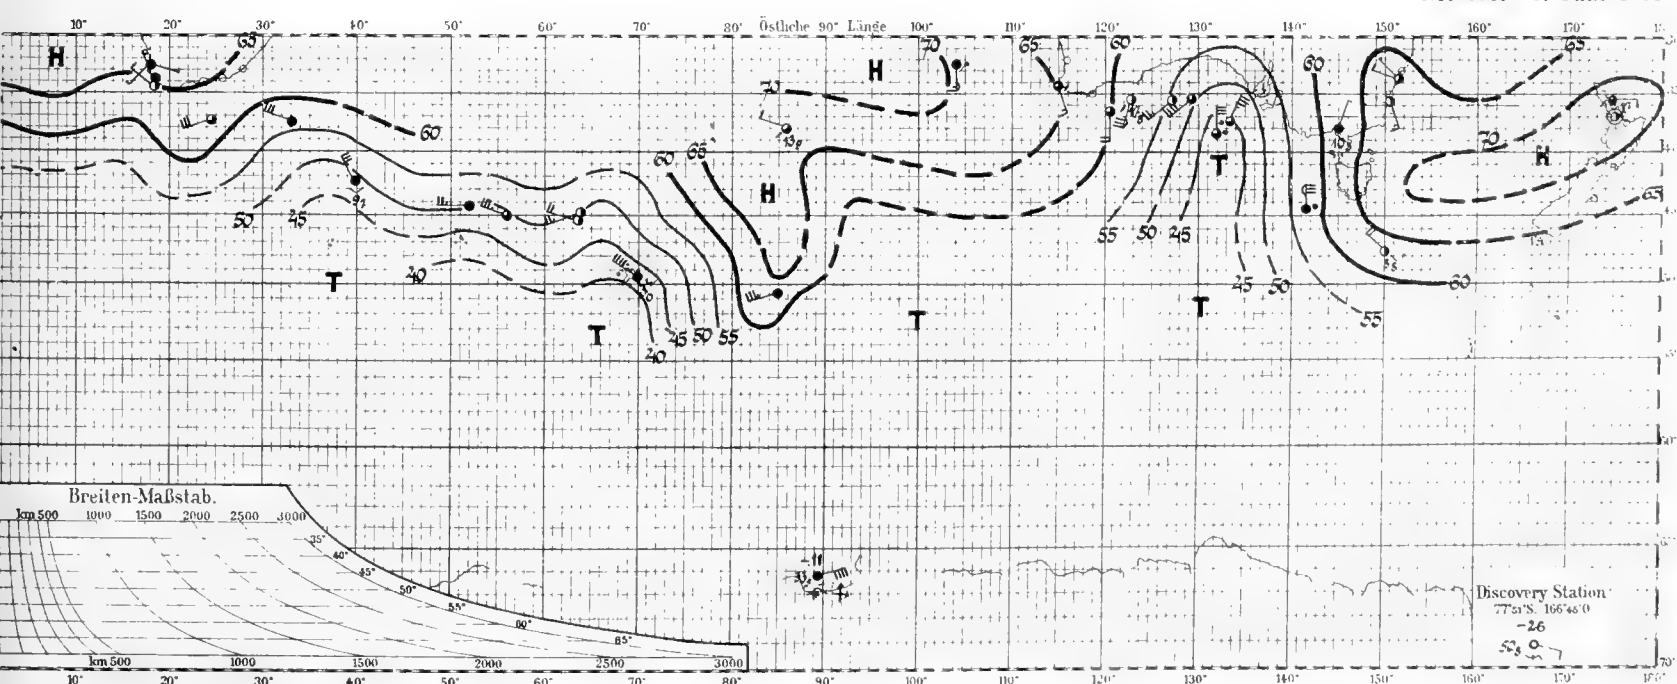 10° 20° 30° 40° 50° 60° 70° 80° Östliche 90° Länge 100° 110° 120° 130° 140° 150° 160° 170°
H 65 H 70 65 60 60 65
70
60 60 65 70 H
H T
50 45 55 50 45 65
40 T 45 50 60
T T T 55
40 45 50 55
Breiten-Maßstab.
km 500 1000 1500 2000 2500 3000
35°
40°
45°
50°
55°
60°
65°
km 500 1000 1500 2000 2500 3000
-11
Discovery Station
77°51'S. 166°45'O
-26
70°
10° 20° 30° 40° 50° 60° 70° 80° 90° 100° 110° 120° 130° 140° 150° 160° 170° 180°